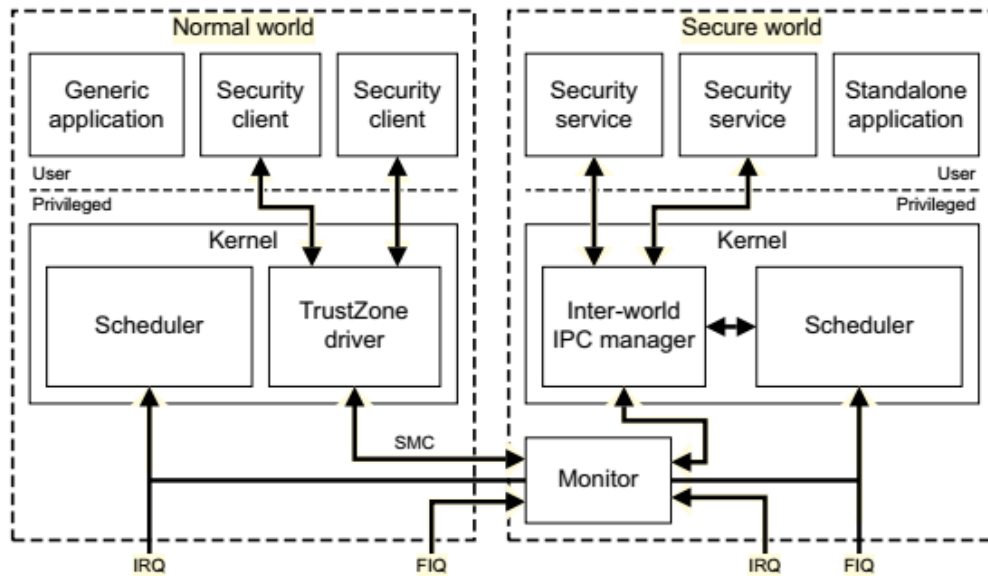 Normal world
Generic
application
Security
client
Security
client
User
Privileged
Kernel
Scheduler
TrustZone
driver
SMC
IRQ
FIQ
Secure world
Security
service
Security
service
Standalone
application
User
Privileged
Kernel
Inter-world
IPC manager
Scheduler
Monitor
IRQ
FIQ